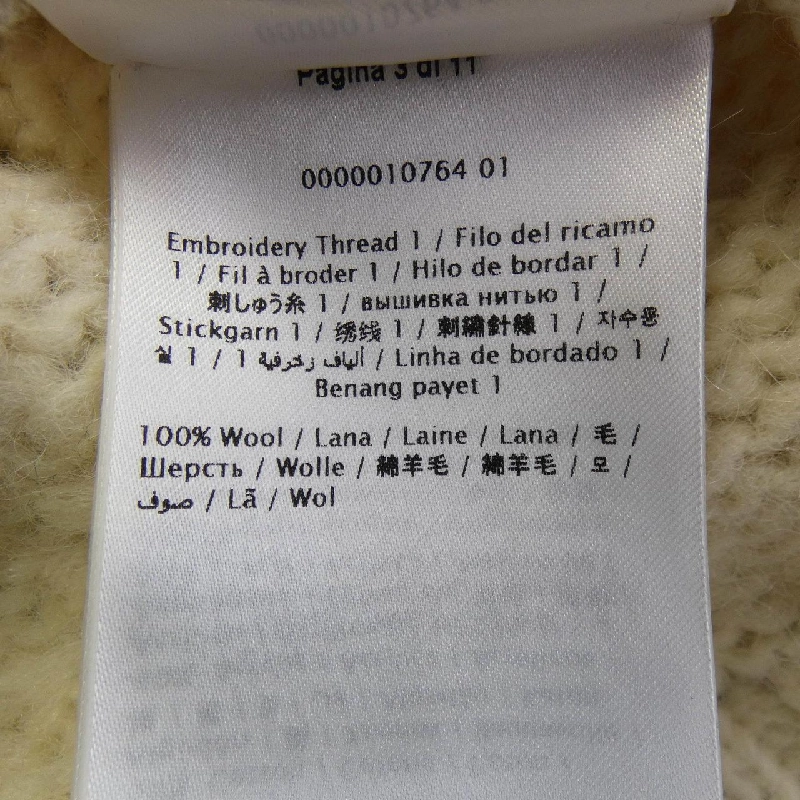 Pagina 3 di 11
0000010764 01
Embroidery Thread 1 / Filo del ricamo
1 / Fil à broder 1 / Hilo de bordar 1 /
刺しゅう糸 1 / вышивка нитью 1 /
Stickgarn 1 / 绣线 1 / 刺繡針線 1 / 자수용
실 1 / 1 ألياف زخرفية / Linha de bordado 1 /
Benang payet 1
100% Wool / Lana / Laine / Lana / 毛 /
Шерсть / Wolle / 綿羊毛 / 綿羊毛 / 모 /
صوف / Lã / Wol